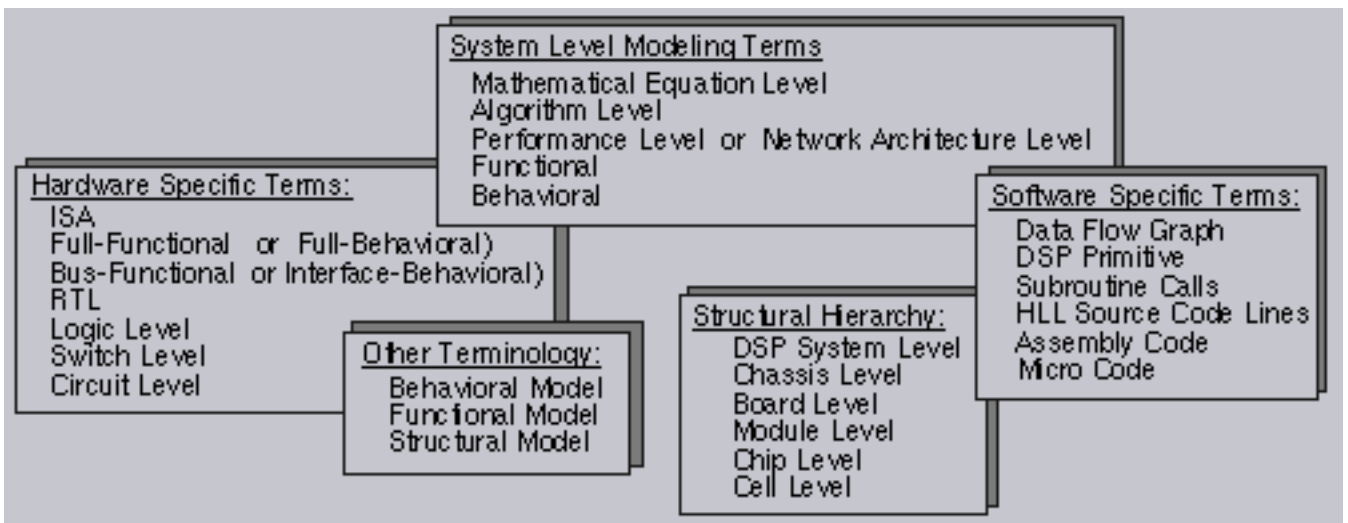 System Level Modeling Terms
Mathematical Equation Level
Algorithm Level
Performance Level or Network Architecture Level
Functional
Behavioral
Hardware Specific Terms:
ISA
Full-Functional or Full-Behavioral)
Bus-Functional or Interface-Behavioral)
RTL
Logic Level
Switch Level
Circuit Level
Other Terminology:
Behavioral Model
Functional Model
Structural Model
Structural Hierarchy:
DSP System Level
Chassis Level
Board Level
Module Level
Chip Level
Cell Level
Software Specific Terms:
Data Flow Graph
DSP Primitive
Subroutine Calls
HLL Source Code Lines
Assembly Code
Micro Code